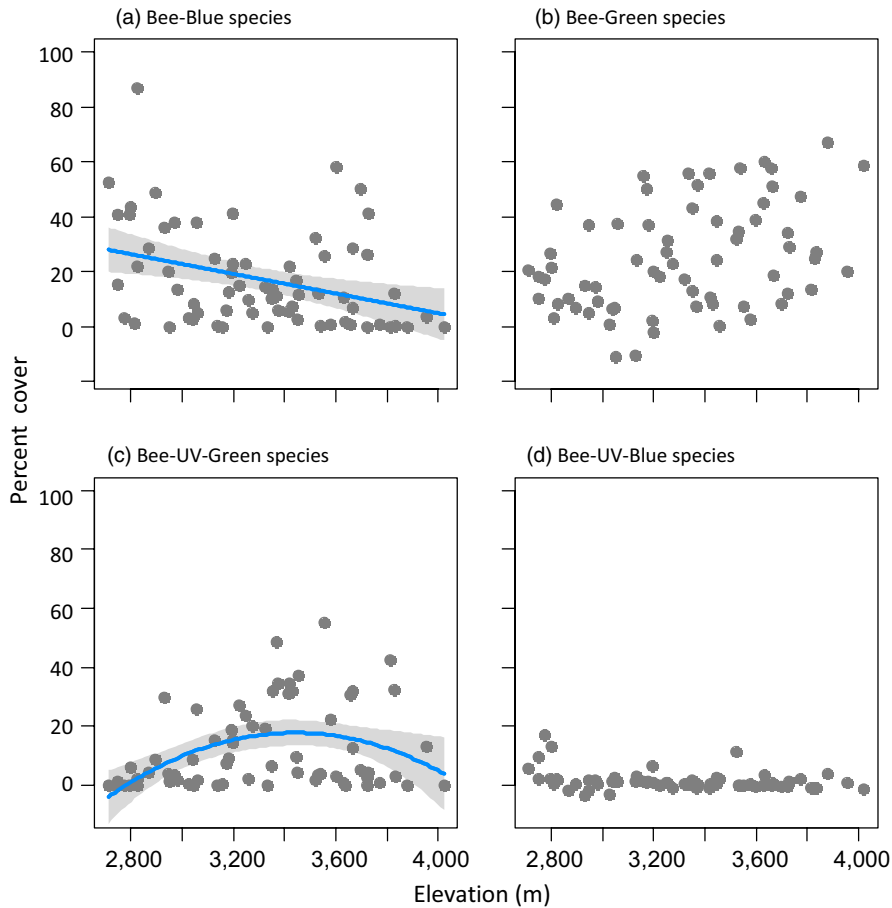 (a) Bee-Blue species
(b) Bee-Green species
100
80
60
40
20
0
(c) Bee-UV-Green species
(d) Bee-UV-Blue species
100
80
60
40
20
0
Percent cover
2,800 3,200 3,600 4,000
2,800 3,200 3,600 4,000
Elevation (m)